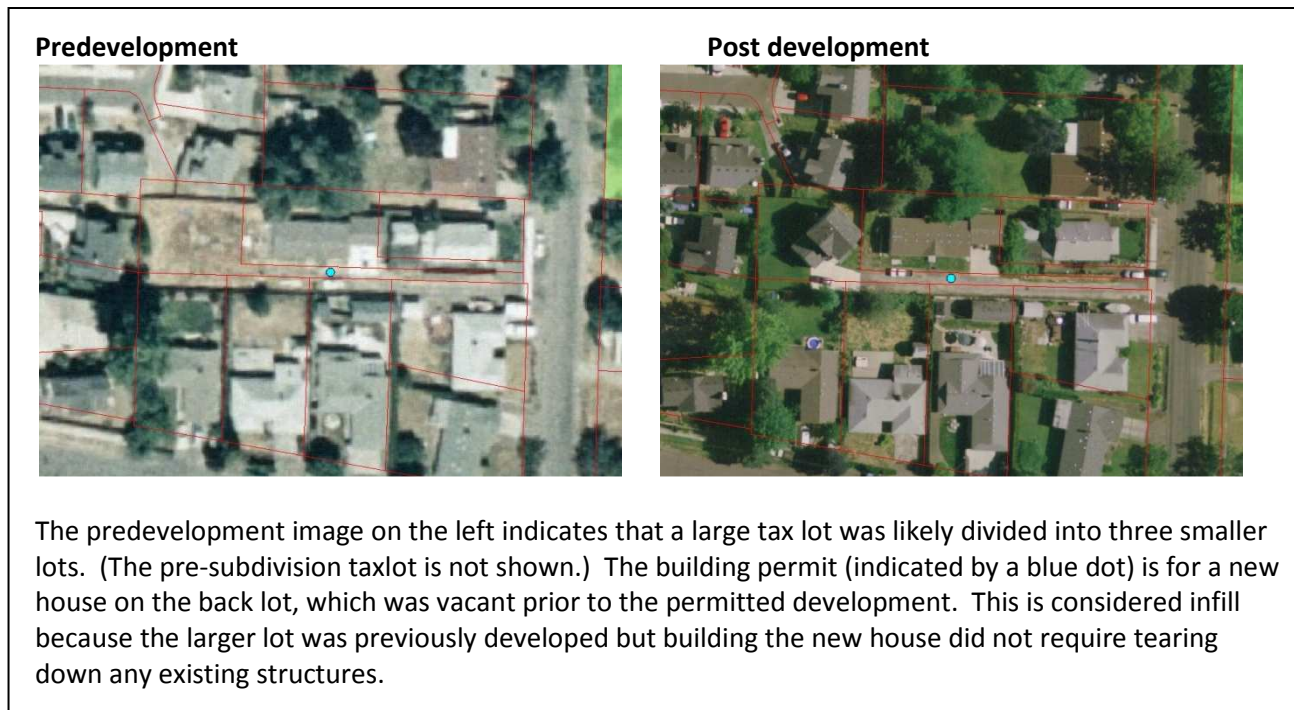 Predevelopment
Post development
The predevelopment image on the left indicates that a large tax lot was likely divided into three smaller
lots.  (The pre-subdivision taxlot is not shown.)  The building permit (indicated by a blue dot) is for a new
house on the back lot, which was vacant prior to the permitted development.  This is considered infill
because the larger lot was previously developed but building the new house did not require tearing
down any existing structures.